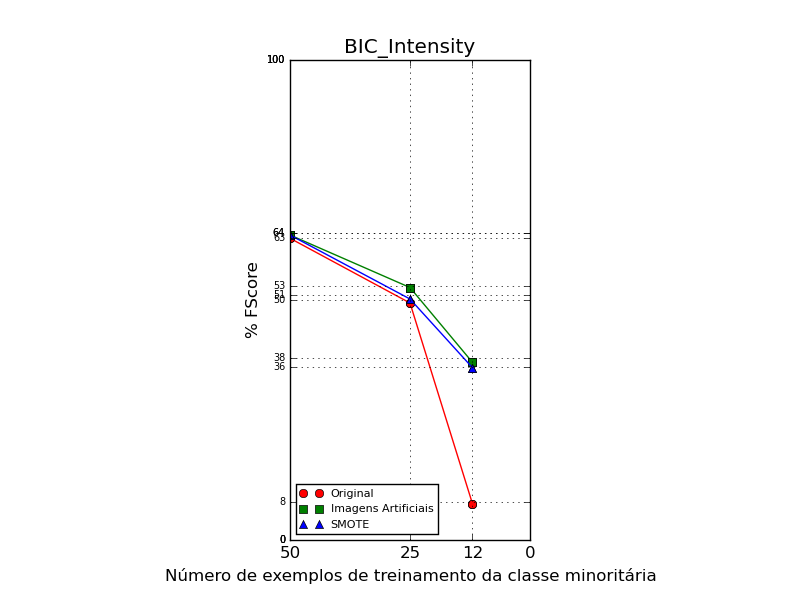 BIC_Intensity
100
64
63
53
51
50
38
36
8
0
% FScore
Original
Imagens Artificiais
SMOTE
50 25 12 0
Número de exemplos de treinamento da classe minoritária